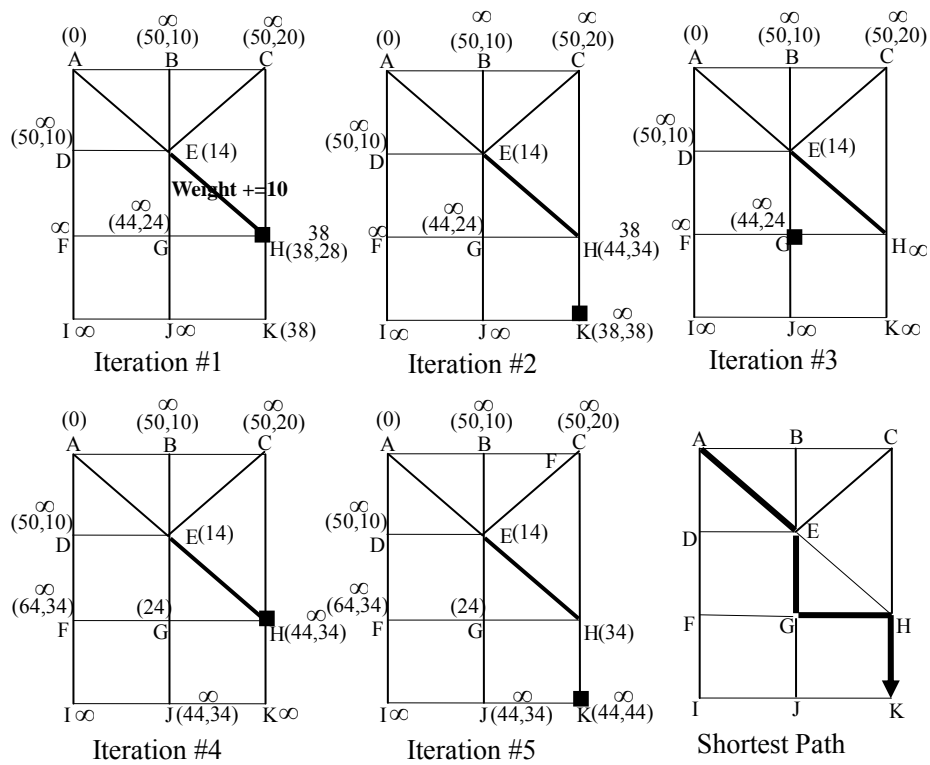 ∞ ∞
(0) (50,10) (50,20)
A B C
∞
(50,10)
D E(14)
Weight +=10
∞
∞ (44,24) 38
F G H(38,28)
I∞ J∞ K(38)
Iteration #1
∞ ∞
(0) (50,10) (50,20)
A B C
∞
(50,10)
D E(14)
∞
∞ (44,24) 38
F G H(44,34)
∞
I∞ J∞ K(38,38)
Iteration #2
∞ ∞
(0) (50,10) (50,20)
A B C
∞
(50,10)
D E(14)
∞
∞ (44,24
F G H∞
I∞ J∞ K∞
Iteration #3
∞ ∞
(0) (50,10) (50,20)
A B C
∞
(50,10)
D E(14)
∞
(64,34) (24) ∞
F G H(44,34)
∞
I∞ J(44,34) K∞
Iteration #4
∞ ∞
(0) (50,10) (50,20)
A B C
F
∞
(50,10)
D E(14)
∞
(64,34) (24)
F G H(34)
∞ ∞
I∞ J(44,34) K(44,44)
Iteration #5
A B C
D E
F G H
I J K
Shortest Path